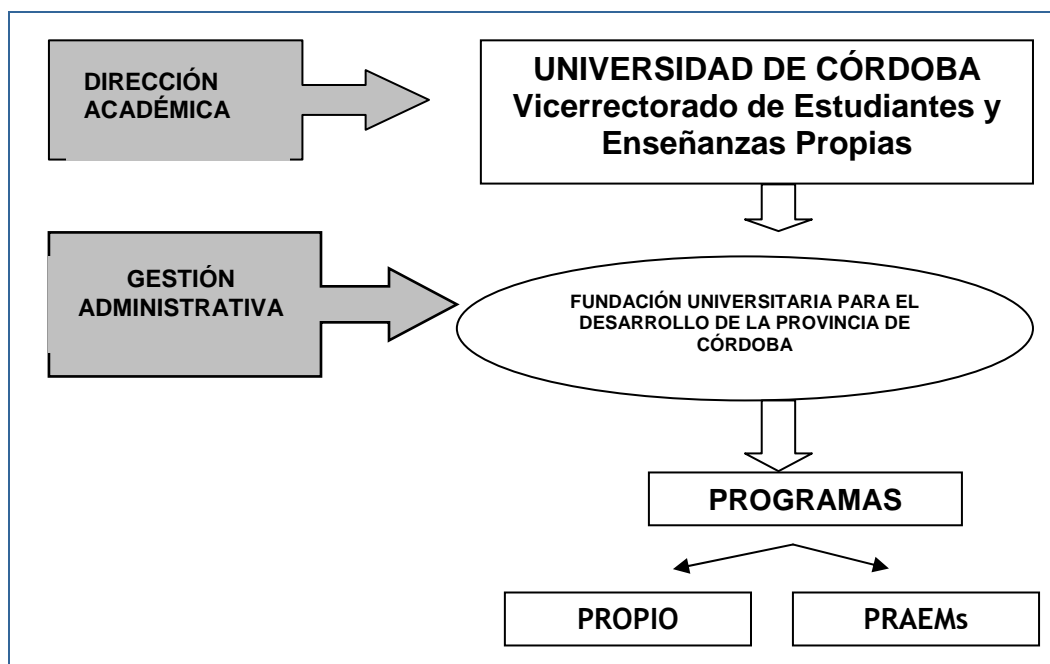 DIRECCIÓN
ACADÉMICA
UNIVERSIDAD DE CÓRDOBA
Vicerrectorado de Estudiantes y
Enseñanzas Propias
GESTIÓN
ADMINISTRATIVA
FUNDACIÓN UNIVERSITARIA PARA EL
DESARROLLO DE LA PROVINCIA DE
CÓRDOBA
PROGRAMAS
PROPIO
PRAEMs